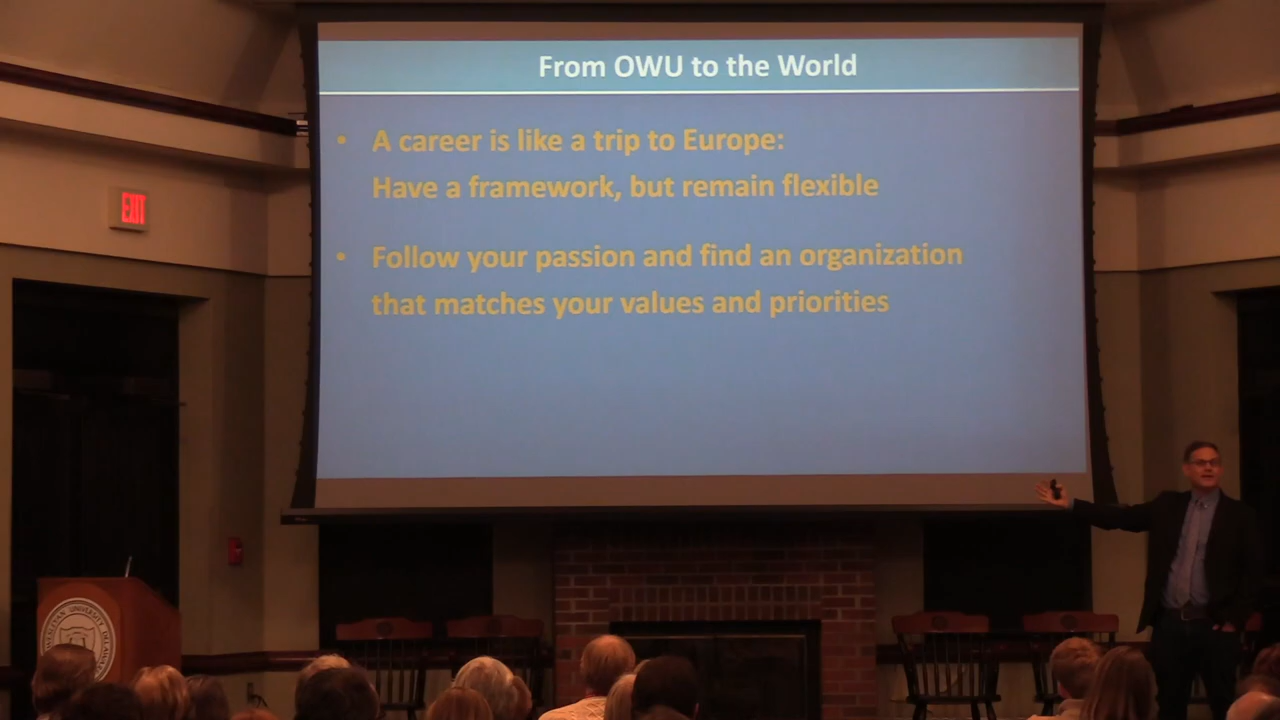 From OWU to the World
• A career is like a trip to Europe:
Have a framework, but remain flexible
• Follow your passion and find an organization
that matches your values and priorities
EXIT